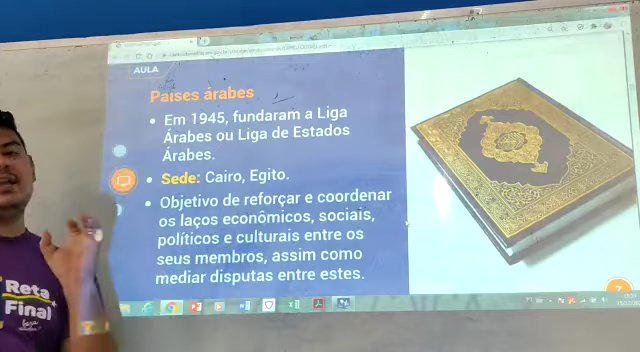 AULA
Países árabes
• Em 1945, fundaram a Liga
Árabes ou Liga de Estados
Árabes.
• Sede: Cairo, Egito.
• Objetivo de reforçar e coordenar
os laços econômicos, sociais,
políticos e culturais entre os
seus membros, assim como
mediar disputas entre estes.
7
Reta
Final